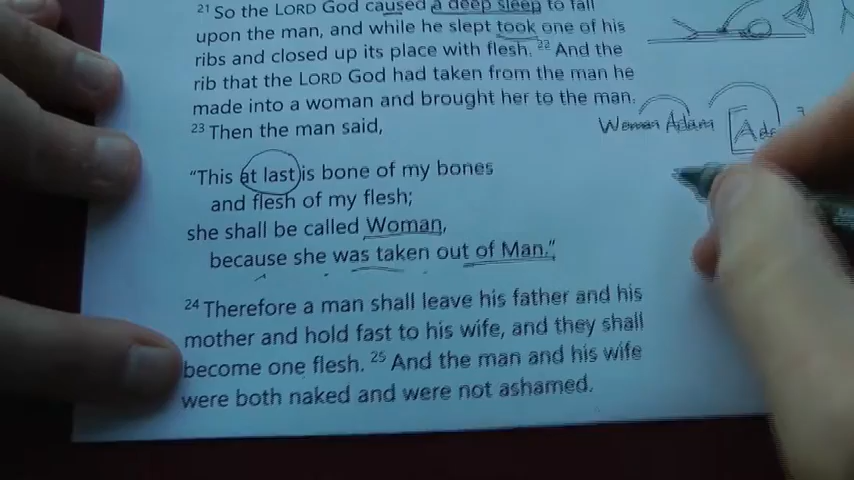 21 So the LORD God caused a deep sleep to fall
upon the man, and while he slept took one of his
ribs and closed up its place with flesh. 22 And the
rib that the LORD God had taken from the man he
made into a woman and brought her to the man.
23 Then the man said,
Woman Adam
“This at last is bone of my bones
and flesh of my flesh;
she shall be called Woman,
because she was taken out of Man.”
24 Therefore a man shall leave his father and his
mother and hold fast to his wife, and they shall
become one flesh. 25 And the man and his wife
were both naked and were not ashamed.